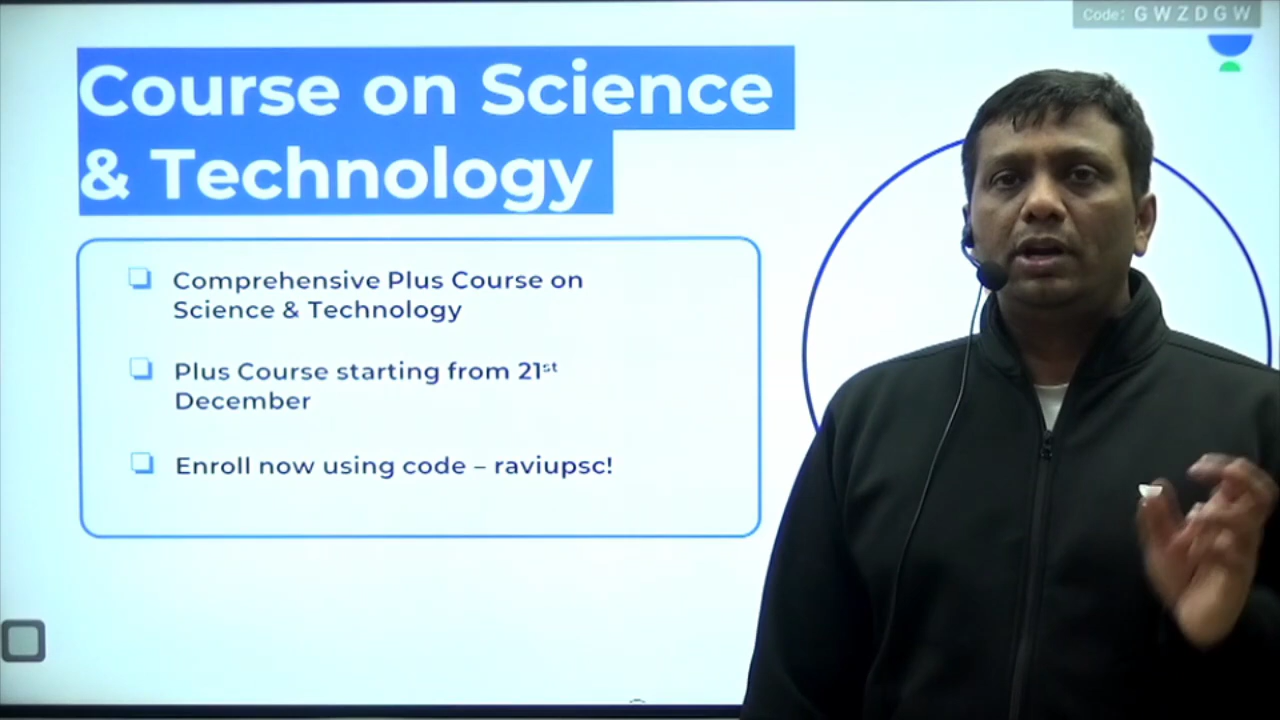 Code: GWZDGW
Course on Science
& Technology
Comprehensive Plus Course on
Science & Technology
Plus Course starting from 21st
December
Enroll now using code – raviupsc!